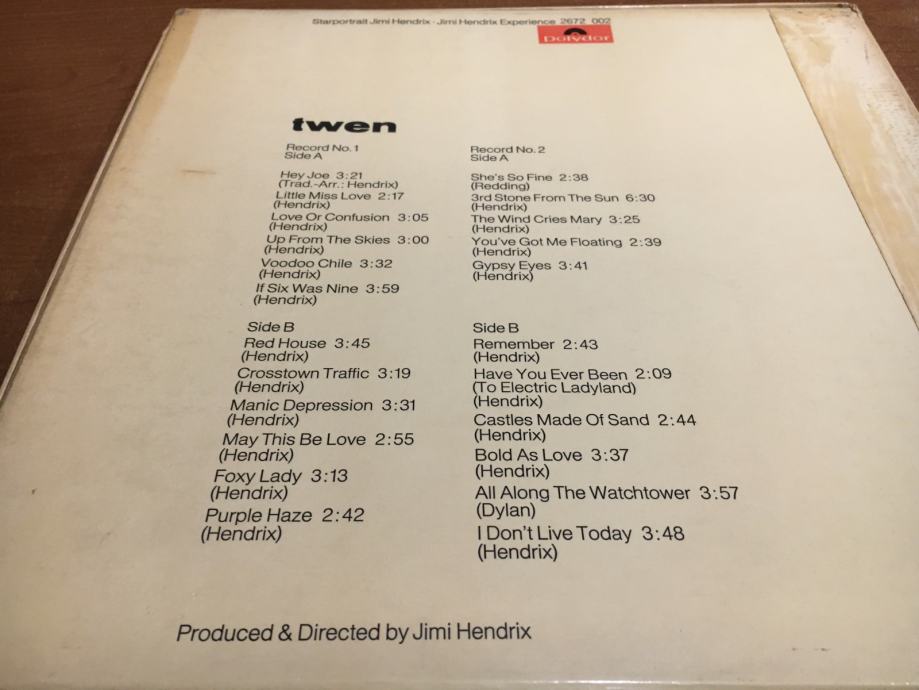 Starportrait Jimi Hendrix · Jimi Hendrix Experience 2672 002
Polydor
twen
Record No. 1
Side A
Hey Joe 3:21
(Trad.-Arr.: Hendrix)
Little Miss Love 2:17
(Hendrix)
Love Or Confusion 3:05
(Hendrix)
Up From The Skies 3:00
(Hendrix)
Voodoo Chile 3:32
(Hendrix)
If Six Was Nine 3:59
(Hendrix)
Side B
Red House 3:45
(Hendrix)
Crosstown Traffic 3:19
(Hendrix)
Manic Depression 3:31
(Hendrix)
May This Be Love 2:55
(Hendrix)
Foxy Lady 3:13
(Hendrix)
Purple Haze 2:42
(Hendrix)
Record No. 2
Side A
She's So Fine 2:38
(Redding)
3rd Stone From The Sun 6:30
(Hendrix)
The Wind Cries Mary 3:25
(Hendrix)
You've Got Me Floating 2:39
(Hendrix)
Gypsy Eyes 3:41
(Hendrix)
Side B
Remember 2:43
(Hendrix)
Have You Ever Been 2:09
(To Electric Ladyland)
(Hendrix)
Castles Made Of Sand 2:44
(Hendrix)
Bold As Love 3:37
(Hendrix)
All Along The Watchtower 3:57
(Dylan)
I Don't Live Today 3:48
(Hendrix)
Produced & Directed by Jimi Hendrix